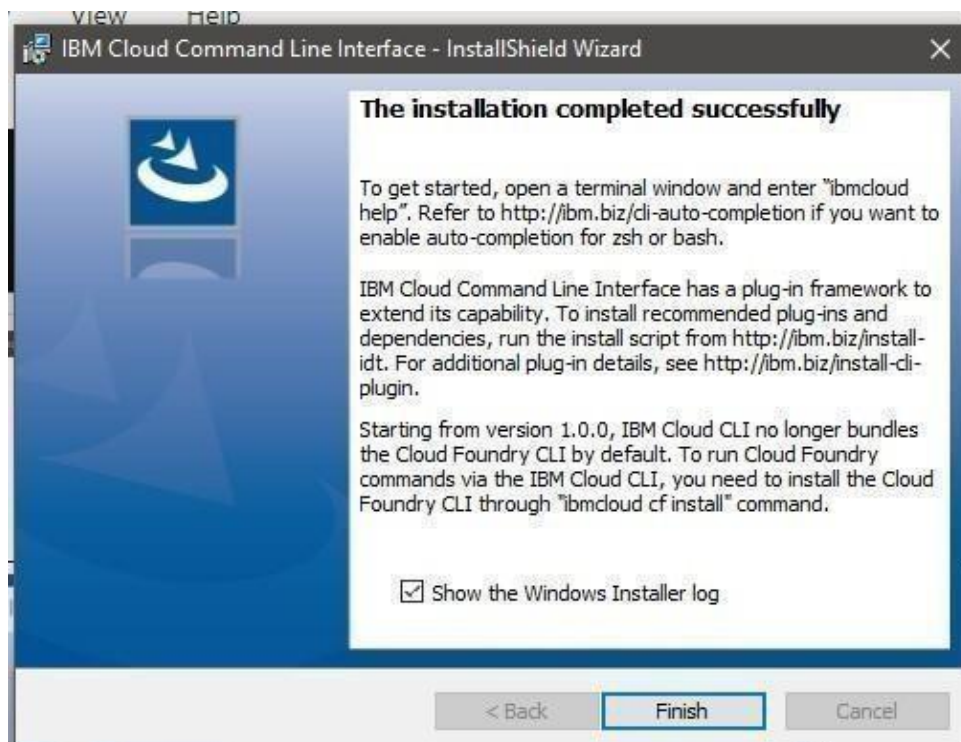 View Help
IBM Cloud Command Line Interface - InstallShield Wizard
The installation completed successfully
To get started, open a terminal window and enter "ibmcloud
help". Refer to http://ibm.biz/cli-auto-completion if you want to
enable auto-completion for zsh or bash.
IBM Cloud Command Line Interface has a plug-in framework to
extend its capability. To install recommended plug-ins and
dependencies, run the install script from http://ibm.biz/install-
idt. For additional plug-in details, see http://ibm.biz/install-cli-
plugin.
Starting from version 1.0.0, IBM Cloud CLI no longer bundles
the Cloud Foundry CLI by default. To run Cloud Foundry
commands via the IBM Cloud CLI, you need to install the Cloud
Foundry CLI through "ibmcloud cf install" command.
Show the Windows Installer log
< Back Finish Cancel